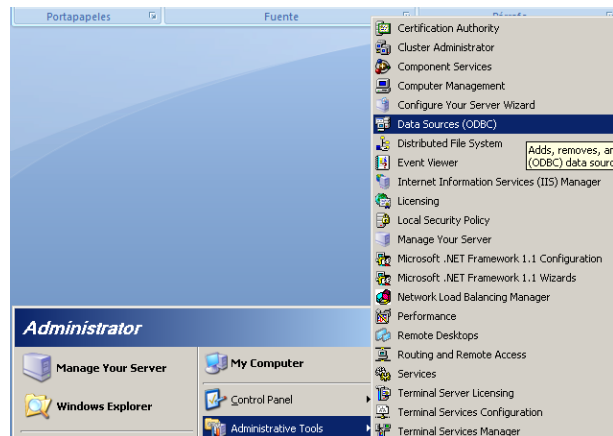 Portapapeles
Fuente
Certification Authority
Cluster Administrator
Component Services
Computer Management
Configure Your Server Wizard
Data Sources (ODBC)
Distributed File System
Adds, removes, an
Event Viewer
(ODBC) data sourc
Internet Information Services (IIS) Manager
Licensing
Local Security Policy
Manage Your Server
Microsoft .NET Framework 1.1 Configuration
Microsoft .NET Framework 1.1 Wizards
Network Load Balancing Manager
Performance
Remote Desktops
Routing and Remote Access
Services
Terminal Server Licensing
Terminal Services Configuration
Terminal Services Manager
Administrator
Manage Your Server
My Computer
Windows Explorer
Control Panel
Administrative Tools